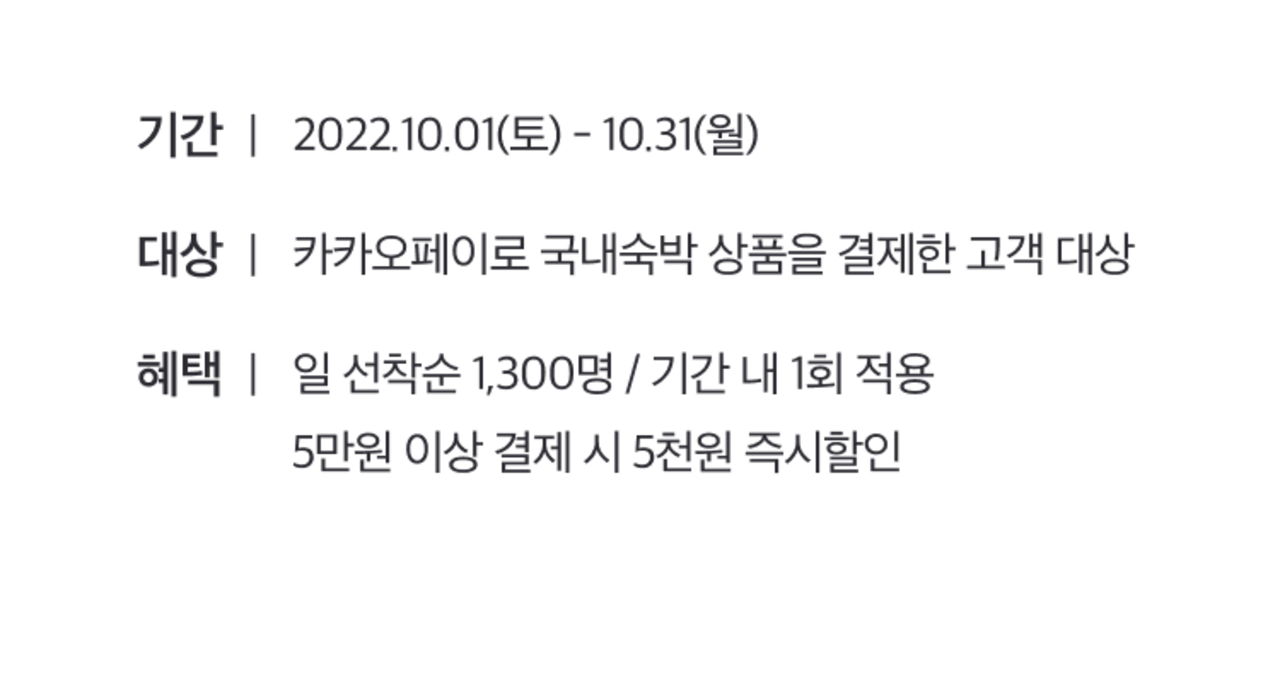 기간 | 2022.10.01(토) - 10.31(월)
대상 | 카카오페이로 국내숙박 상품을 결제한 고객 대상
혜택 | 일 선착순 1,300명 / 기간 내 1회 적용
5만원 이상 결제 시 5천원 즉시할인